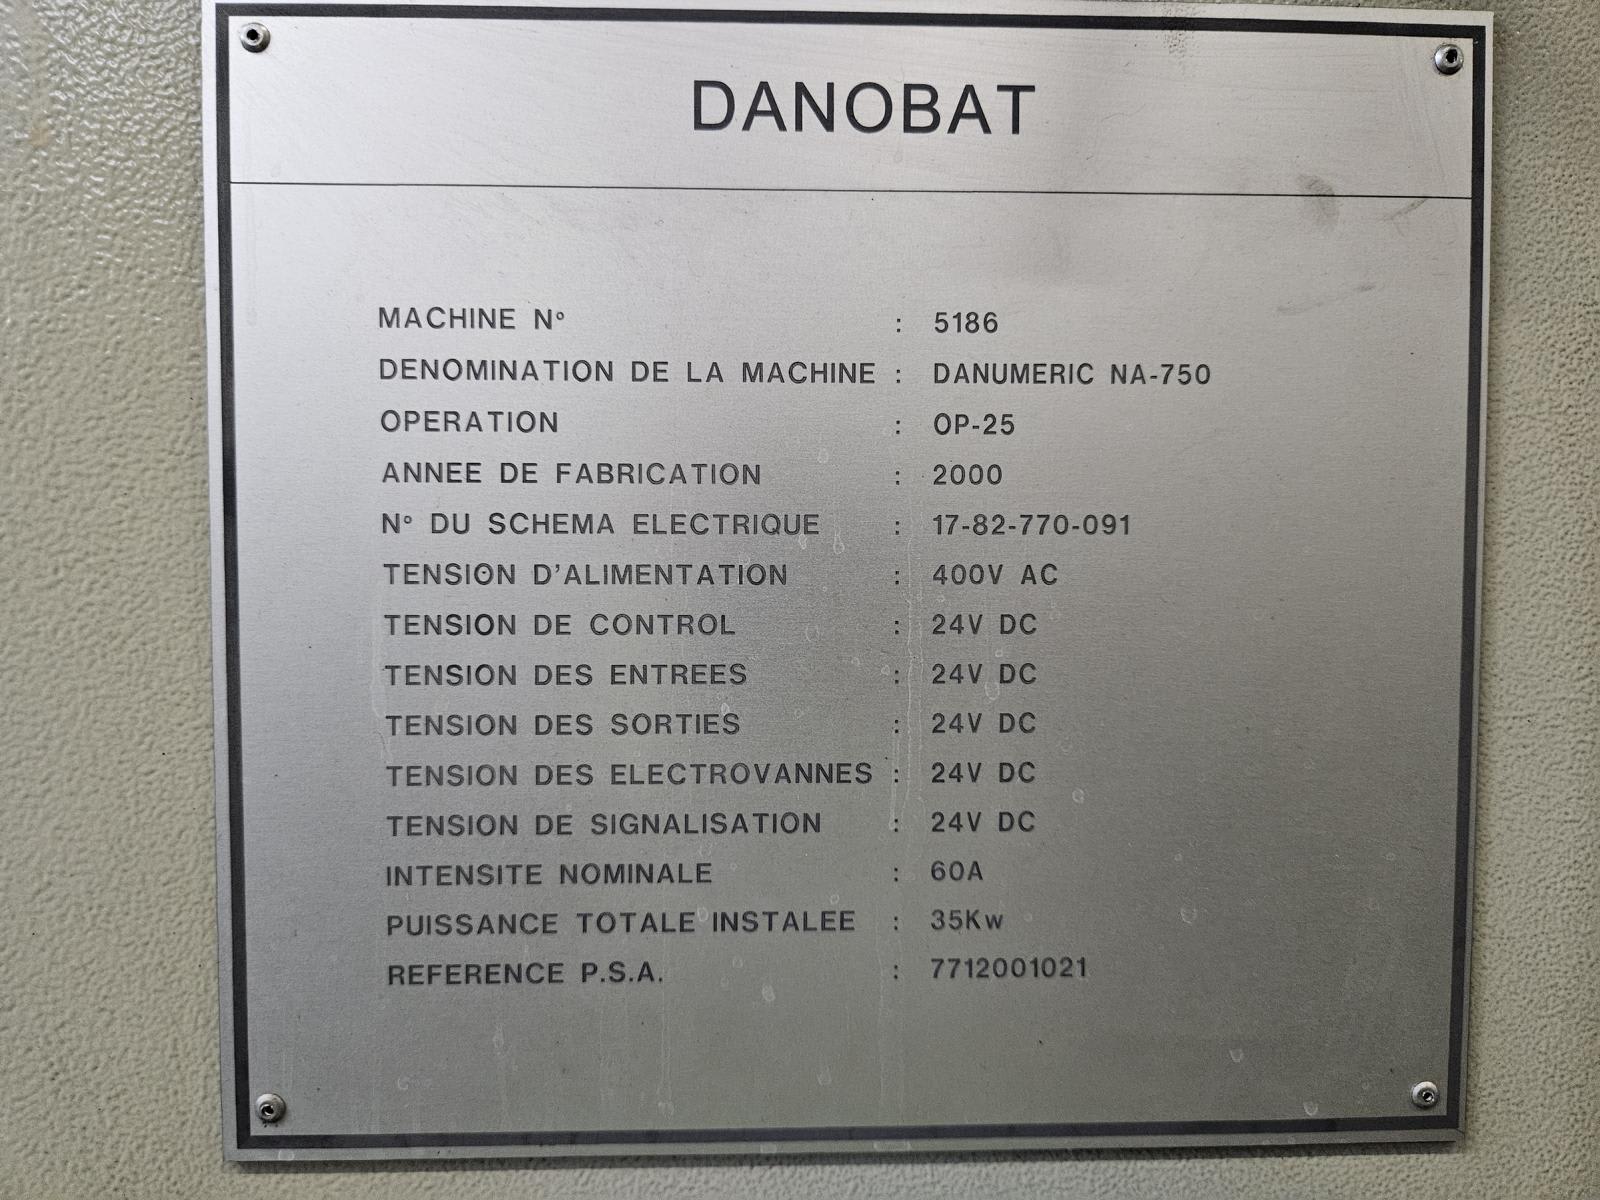 DANOBAT
MACHINE Nº : 5186
DENOMINATION DE LA MACHINE : DANUMERIC NA-750
OPERATION : OP-25
ANNEE DE FABRICATION : 2000
Nº DU SCHEMA ELECTRIQUE : 17-82-770-091
TENSION D'ALIMENTATION : 400V AC
TENSION DE CONTROL : 24V DC
TENSION DES ENTREES : 24V DC
TENSION DES SORTIES : 24V DC
TENSION DES ELECTROVANNES : 24V DC
TENSION DE SIGNALISATION : 24V DC
INTENSITE NOMINALE : 60A
PUISSANCE TOTALE INSTALEE : 35Kw
REFERENCE P.S.A. : 7712001021